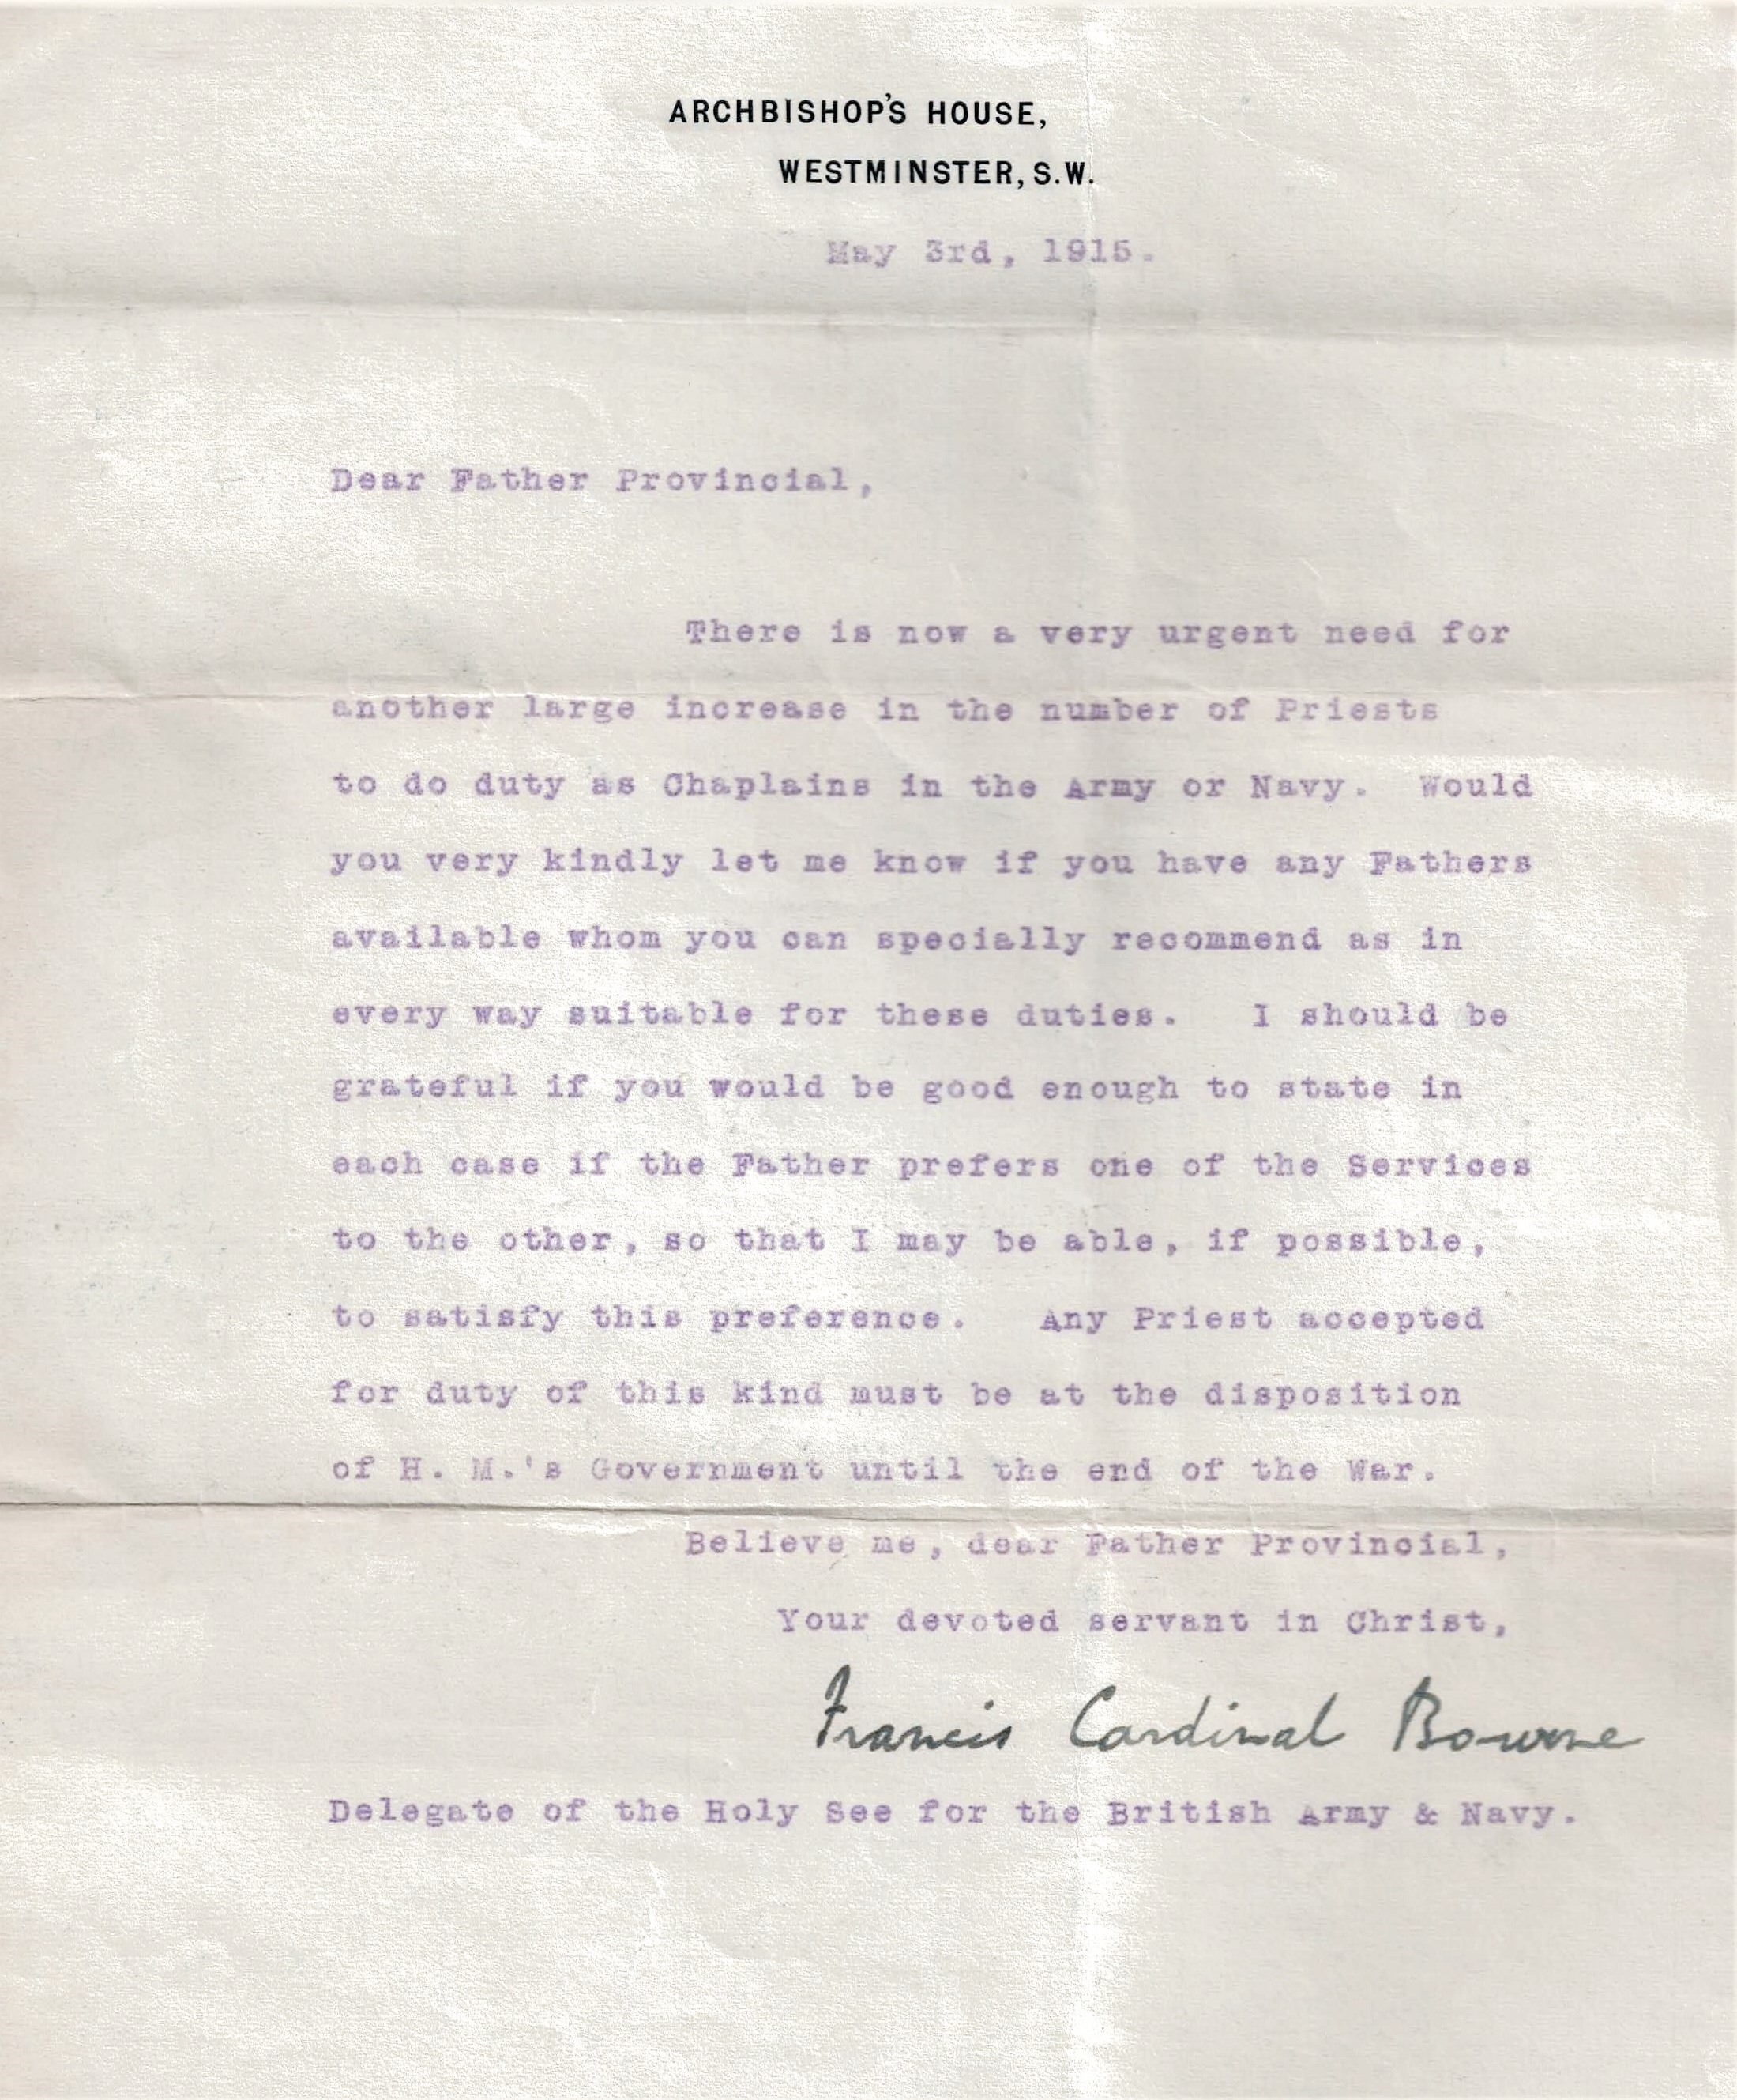 ARCHBISHOP'S HOUSE,
WESTMINSTER, S.W.
May 3rd, 1915.
Dear Father Provincial,
There is now a very urgent need for
another large increase in the number of Priests
to do duty as Chaplains in the Army or Navy. Would
you very kindly let me know if you have any Fathers
available whom you can specially recommend as in
every way suitable for these duties. I should be
grateful if you would be good enough to state in
each case if the Father prefers one of the Services
to the other, so that I may be able, if possible,
to satisfy this preference. Any Priest accepted
for duty of this kind must be at the disposition
of H. M.'s Government until the end of the War.
Believe me, dear Father Provincial,
Your devoted servant in Christ,
Francis Cardinal Bourne
Delegate of the Holy See for the British Army & Navy.